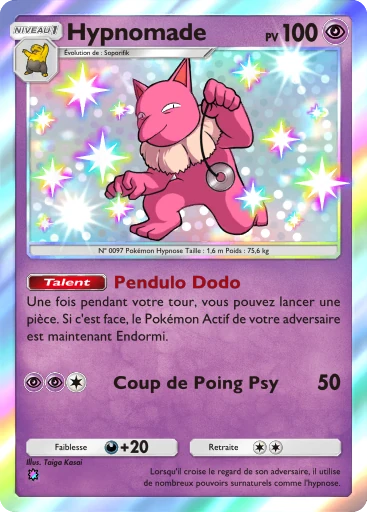 NIVEAU 1
Hypnomade
PV 100
Évolution de : Soporifik
N° 0097 Pokémon Hypnose Taille : 1,6 m Poids : 75,6 kg
Talent Pendulo Dodo
Une fois pendant votre tour, vous pouvez lancer une
pièce. Si c'est face, le Pokémon Actif de votre adversaire
est maintenant Endormi.
Coup de Poing Psy 50
Faiblesse +20 Retraite
Illus. Taiga Kasai
Lorsqu'il croise le regard de son adversaire, il utilise
de nombreux pouvoirs surnaturels comme l'hypnose.